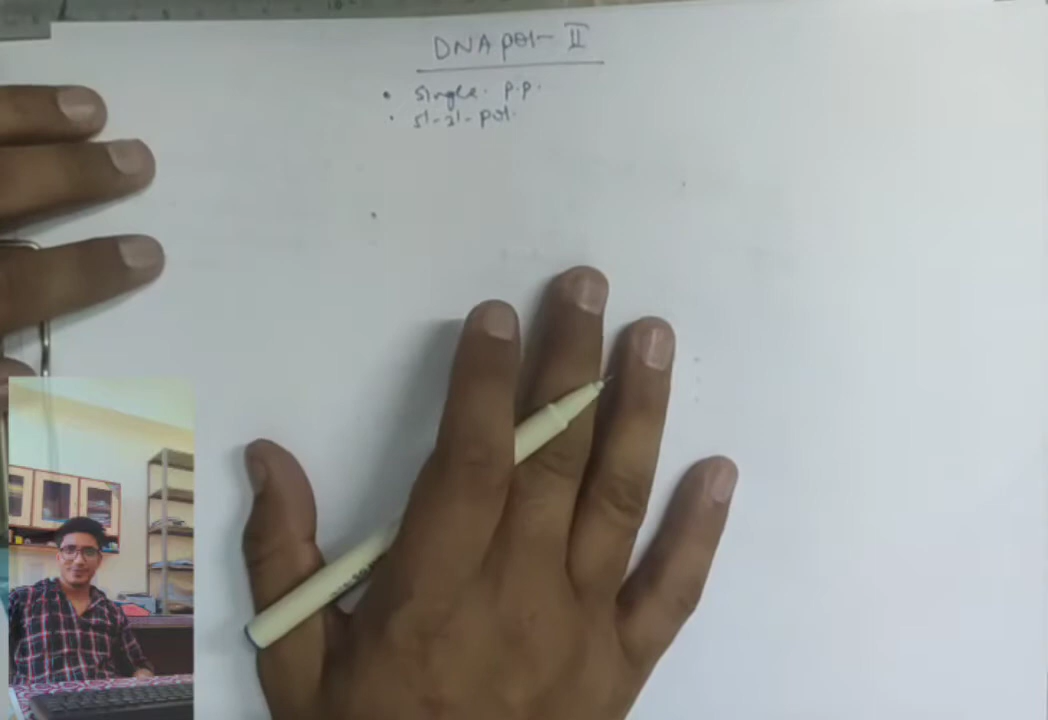 DNA pol- II
• single. p.p.
• 5'-3'- pol.